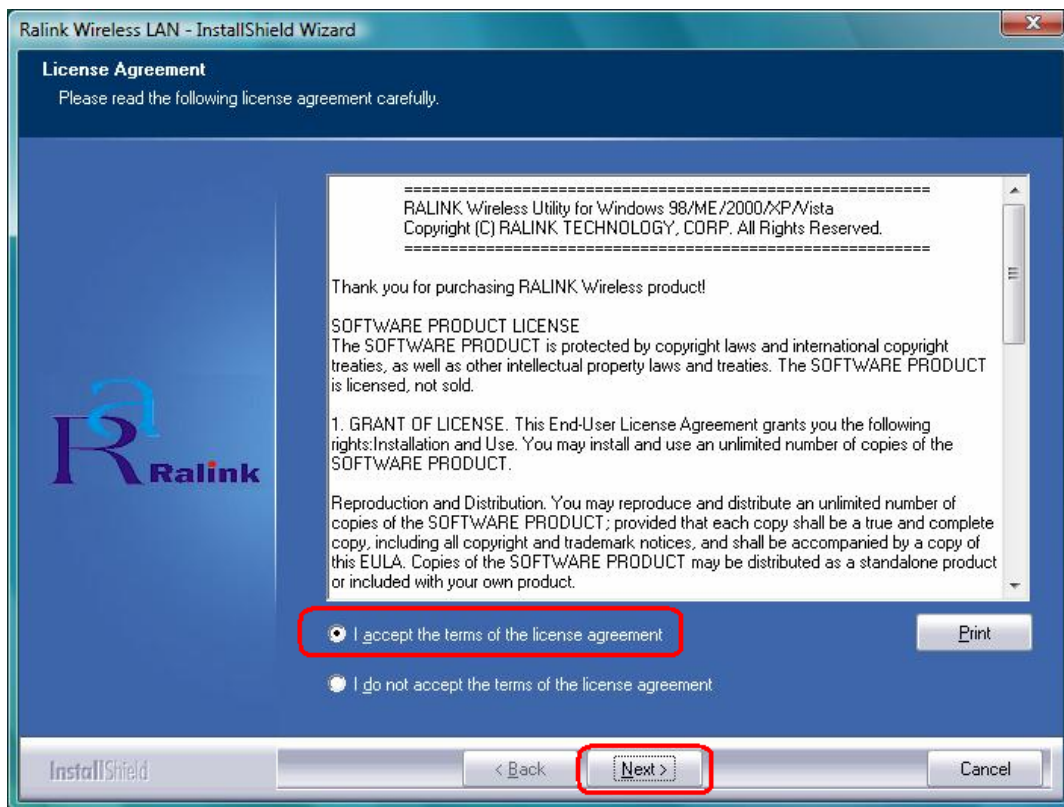 Ralink Wireless LAN - InstallShield Wizard
License Agreement
Please read the following license agreement carefully.
============================================================
RALINK Wireless Utility for Windows 98/ME/2000/XP/Vista
Copyright (C) RALINK TECHNOLOGY, CORP. All Rights Reserved.
============================================================
Thank you for purchasing RALINK Wireless product!
SOFTWARE PRODUCT LICENSE
The SOFTWARE PRODUCT is protected by copyright laws and international copyright
treaties, as well as other intellectual property laws and treaties. The SOFTWARE PRODUCT
is licensed, not sold.
1. GRANT OF LICENSE. This End-User License Agreement grants you the following
rights:Installation and Use. You may install and use an unlimited number of copies of the
SOFTWARE PRODUCT.
Reproduction and Distribution. You may reproduce and distribute an unlimited number of
copies of the SOFTWARE PRODUCT; provided that each copy shall be a true and complete
copy, including all copyright and trademark notices, and shall be accompanied by a copy of
this EULA. Copies of the SOFTWARE PRODUCT may be distributed as a standalone product
or included with your own product.
Ra
Ralink
I accept the terms of the license agreement
Print
I do not accept the terms of the license agreement
InstallShield
< Back
Next >
Cancel